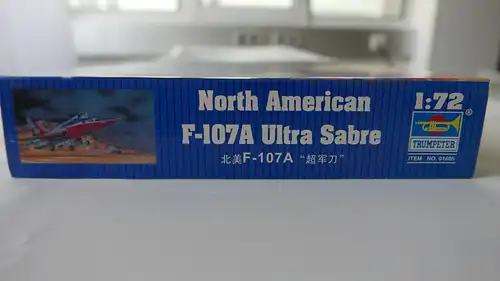 North American
F-107A Ultra Sabre
北美F-107A “超军刀”
1:72
®
TRUMPETER
ITEM NO. 01605